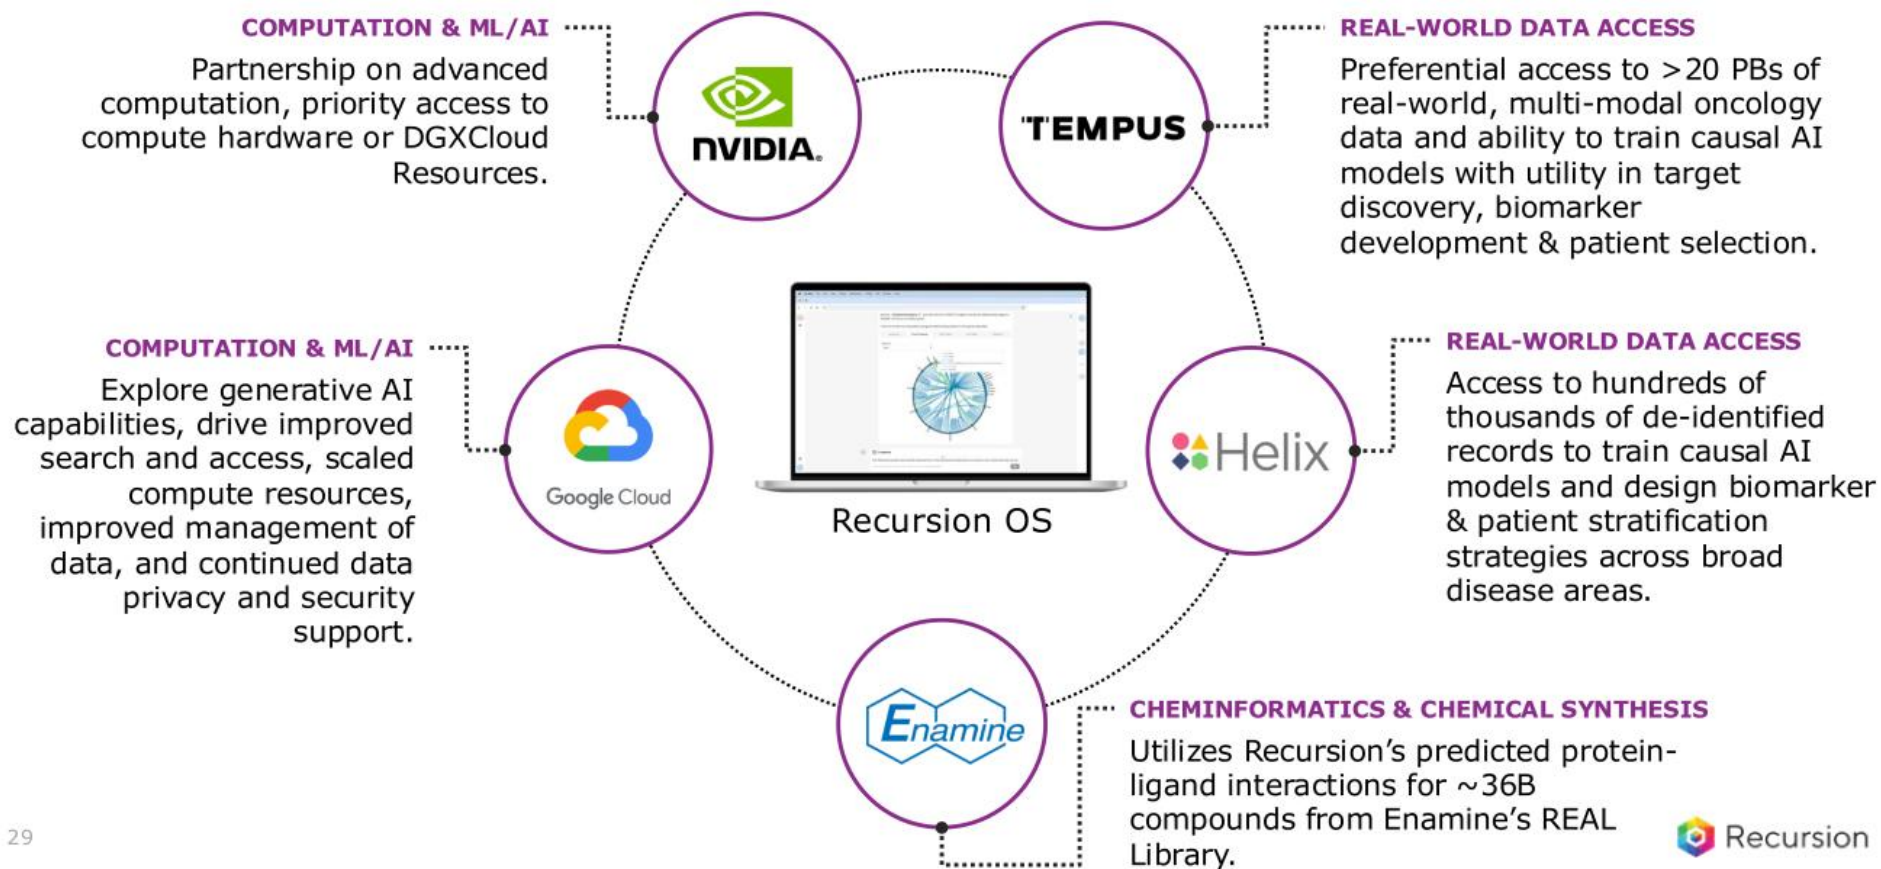 COMPUTATION & ML/AI
Partnership on advanced
computation, priority access to
compute hardware or DGXCloud
Resources.
NVIDIA
TEMPUS
REAL-WORLD DATA ACCESS
Preferential access to >20 PBs of
real-world, multi-modal oncology
data and ability to train causal AI
models with utility in target
discovery, biomarker
development & patient selection.
COMPUTATION & ML/AI
Explore generative AI
capabilities, drive improved
search and access, scaled
compute resources,
improved management of
data, and continued data
privacy and security
support.
Google Cloud
Recursion OS
Helix
REAL-WORLD DATA ACCESS
Access to hundreds of
thousands of de-identified
records to train causal AI
models and design biomarker
& patient stratification
strategies across broad
disease areas.
Enamine
CHEMINFORMATICS & CHEMICAL SYNTHESIS
Utilizes Recursion's predicted protein-
ligand interactions for ~36B
compounds from Enamine's REAL
Library.
29
Recursion